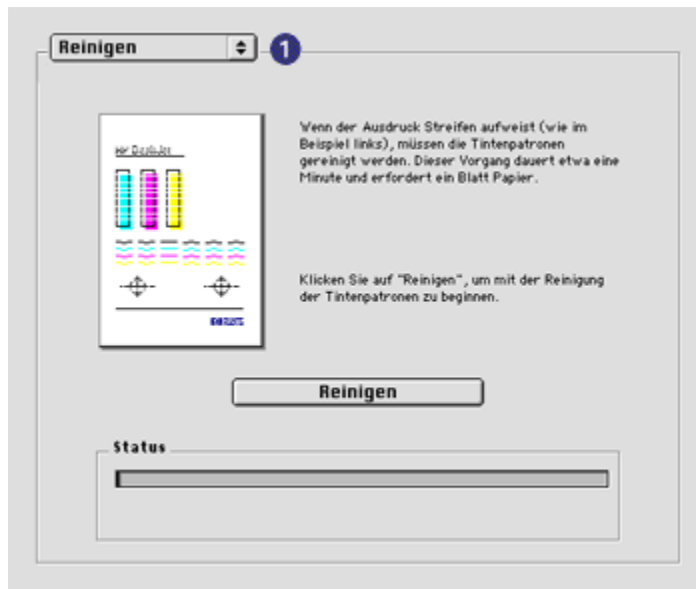 Reinigen
1
Wenn der Ausdruck Streifen aufweist (wie im
Beispiel links), müssen die Tintenpatronen
gereinigt werden. Dieser Vorgang dauert etwa eine
Minute und erfordert ein Blatt Papier.
Klicken Sie auf "Reinigen", um mit der Reinigung
der Tintenpatronen zu beginnen.
Reinigen
Status